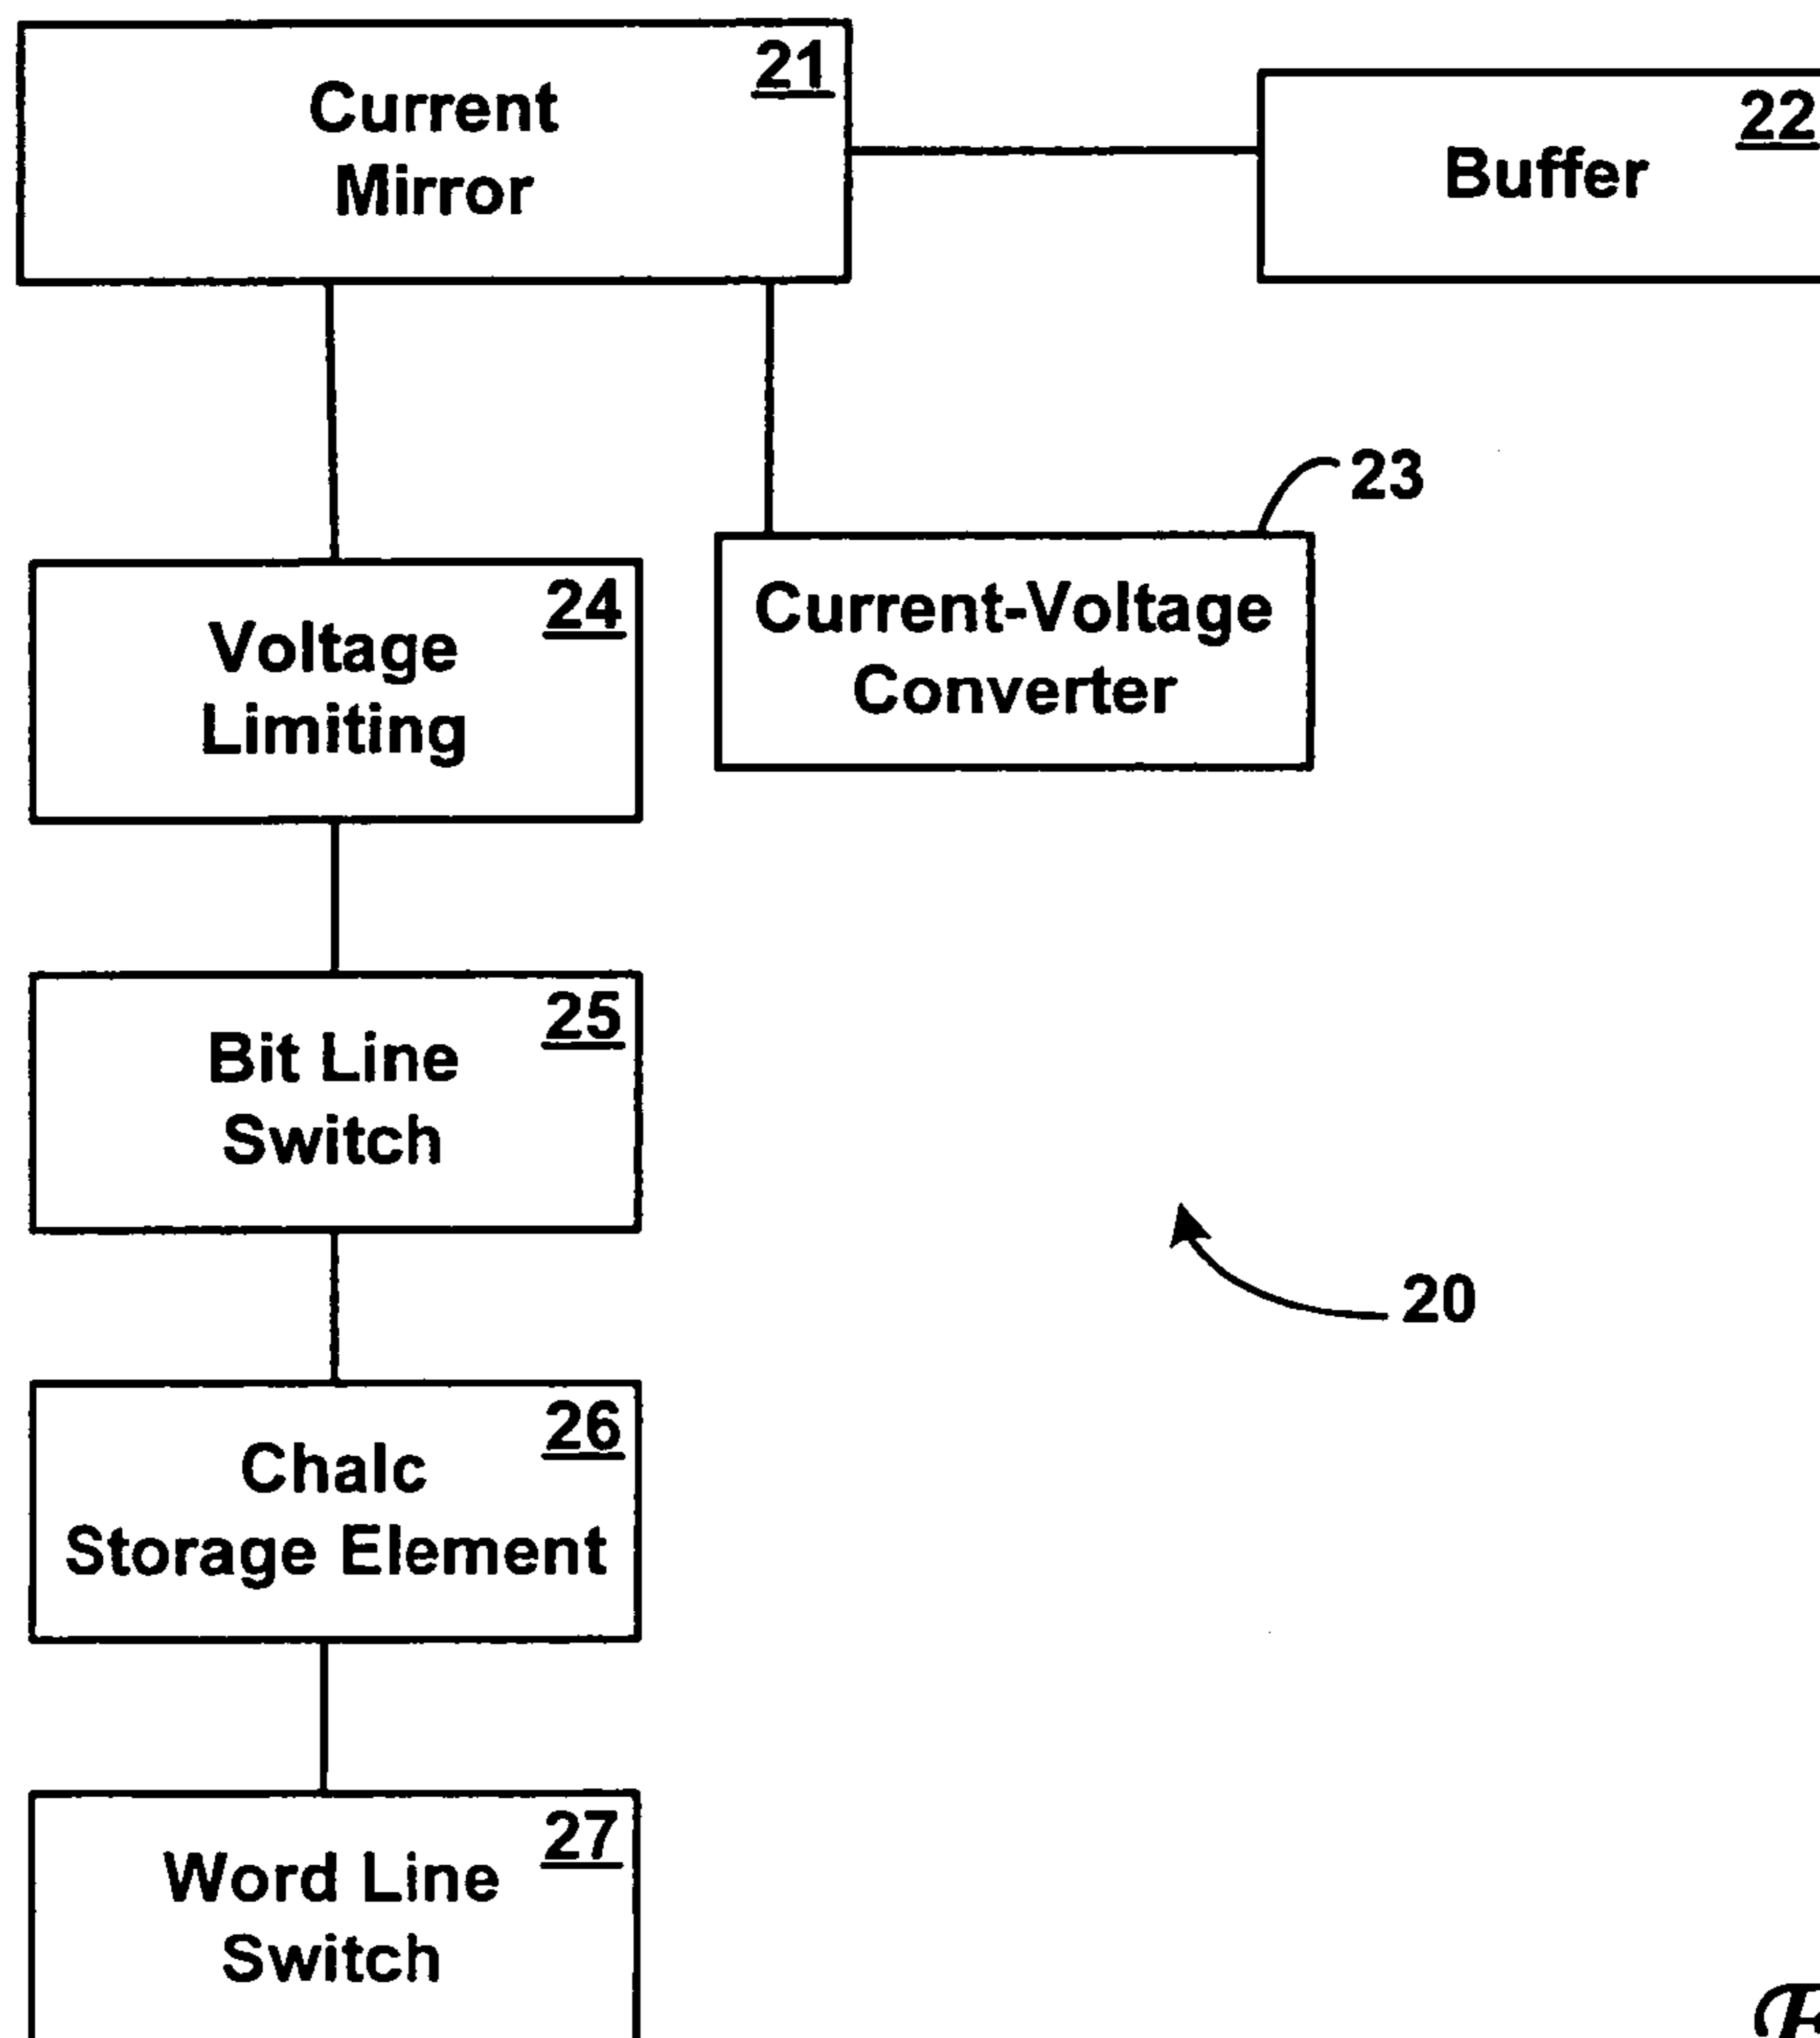 21
Current
Mirror
22
Buffer
23
Current-Voltage
Converter
24
Voltage
Limiting
25
Bit Line
Switch
20
26
Chalc
Storage Element
27
Word Line
Switch